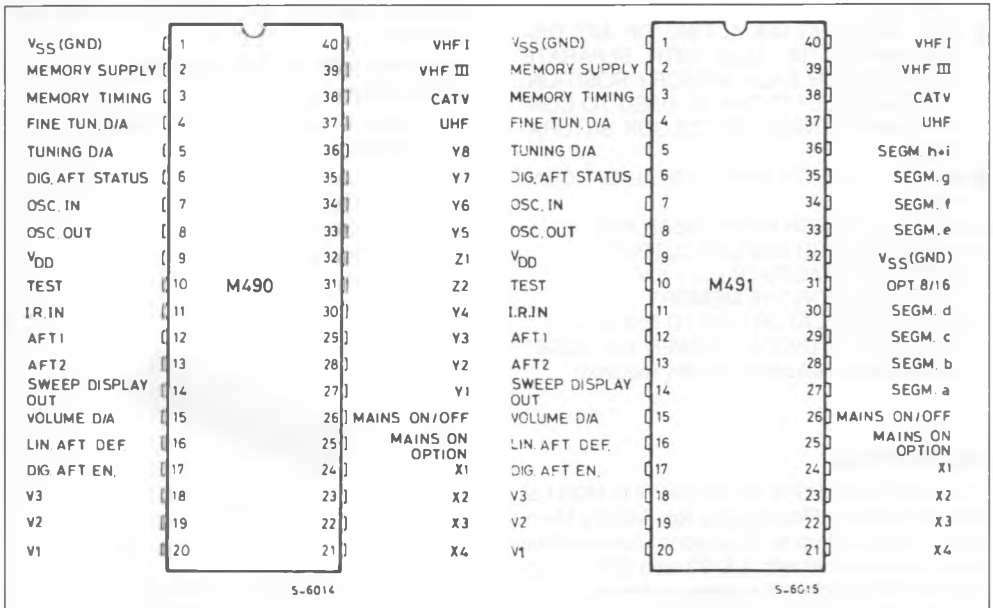 VSS (GND) 1 40 VHF I
MEMORY SUPPLY 2 39 VHF III
MEMORY TIMING 3 38 CATV
FINE TUN. D/A 4 37 UHF
TUNING D/A 5 36 Y8
DIG. AFT STATUS 6 35 Y7
OSC. IN 7 34 Y6
OSC. OUT 8 33 Y5
VDD 9 32 Z1
TEST 10 M490 31 Z2
I.R. IN 11 30 Y4
AFT1 12 29 Y3
AFT2 13 28 Y2
SWEEP DISPLAY OUT 14 27 Y1
VOLUME D/A 15 26 MAINS ON/OFF
LIN. AFT DEF. 16 25 MAINS ON OPTION
DIG. AFT EN. 17 24 X1
V3 18 23 X2
V2 19 22 X3
V1 20 21 X4
S-6014
VSS (GND) 1 40 VHF I
MEMORY SUPPLY 2 39 VHF III
MEMORY TIMING 3 38 CATV
FINE TUN. D/A 4 37 UHF
TUNING D/A 5 36 SEGM. h+i
DIG. AFT STATUS 6 35 SEGM. g
OSC. IN 7 34 SEGM. f
OSC. OUT 8 33 SEGM. e
VDD 9 32 VSS (GND)
TEST 10 M491 31 OPT. 8/16
I.R. IN 11 30 SEGM. d
AFT1 12 29 SEGM. c
AFT2 13 28 SEGM. b
SWEEP DISPLAY OUT 14 27 SEGM. a
VOLUME D/A 15 26 MAINS ON/OFF
LIN. AFT DEF. 16 25 MAINS ON OPTION
DIG. AFT EN. 17 24 X1
V3 18 23 X2
V2 19 22 X3
V1 20 21 X4
S-6015